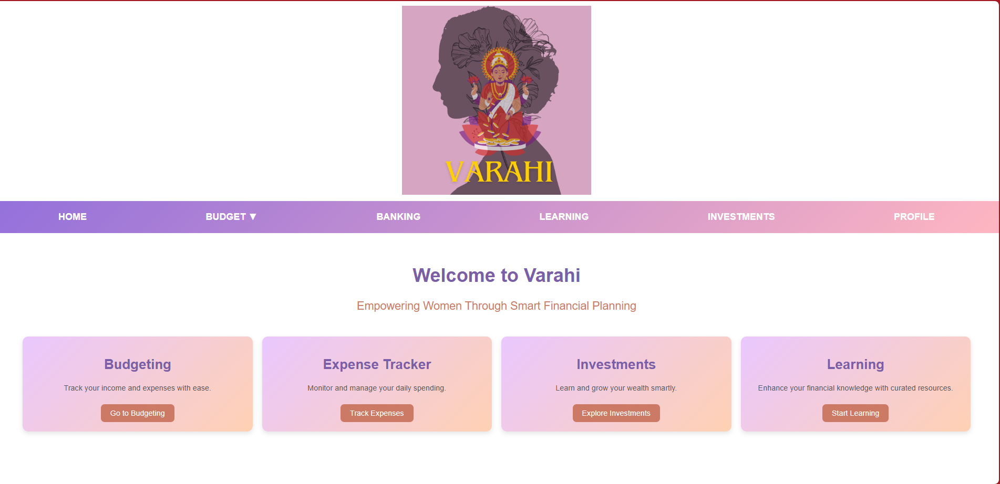 VARAHI
HOME BUDGET ▼ BANKING LEARNING INVESTMENTS PROFILE
Welcome to Varahi
Empowering Women Through Smart Financial Planning
Budgeting
Track your income and expenses with ease.
Go to Budgeting
Expense Tracker
Monitor and manage your daily spending.
Track Expenses
Investments
Learn and grow your wealth smartly.
Explore Investments
Learning
Enhance your financial knowledge with curated resources.
Start Learning